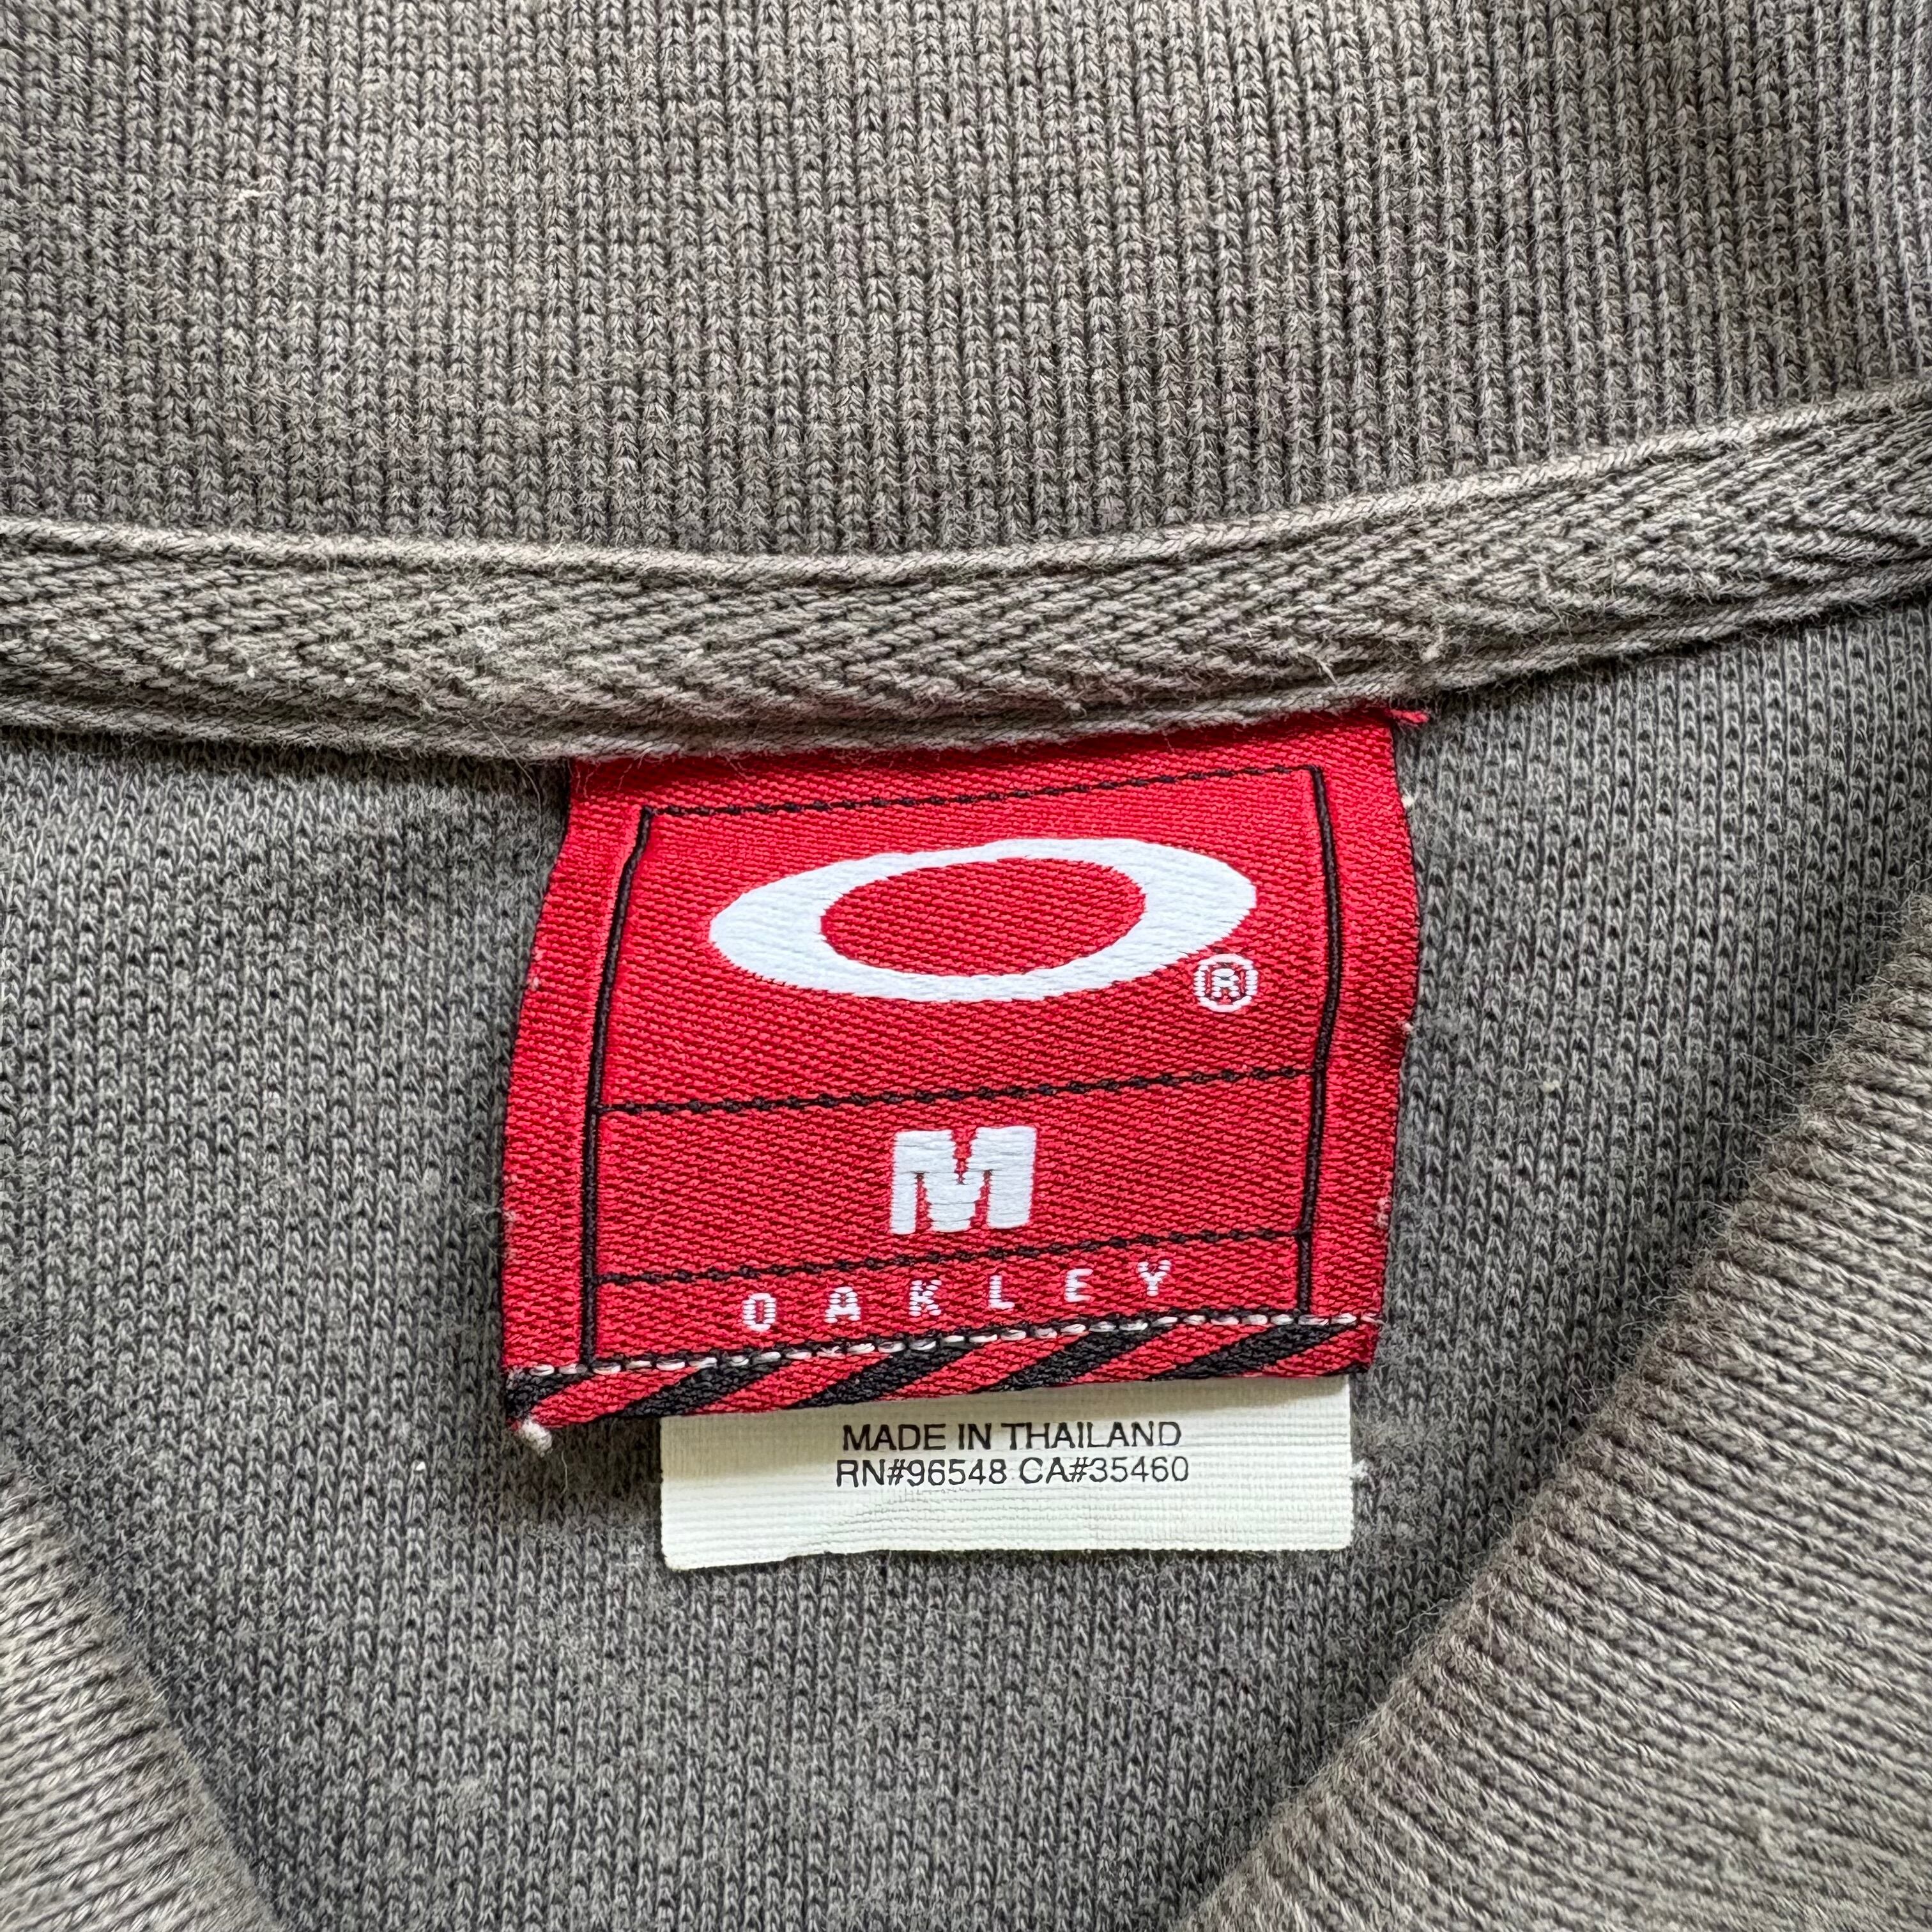 ®
M
OAKLEY
MADE IN THAILAND
RN#96548 CA#35460